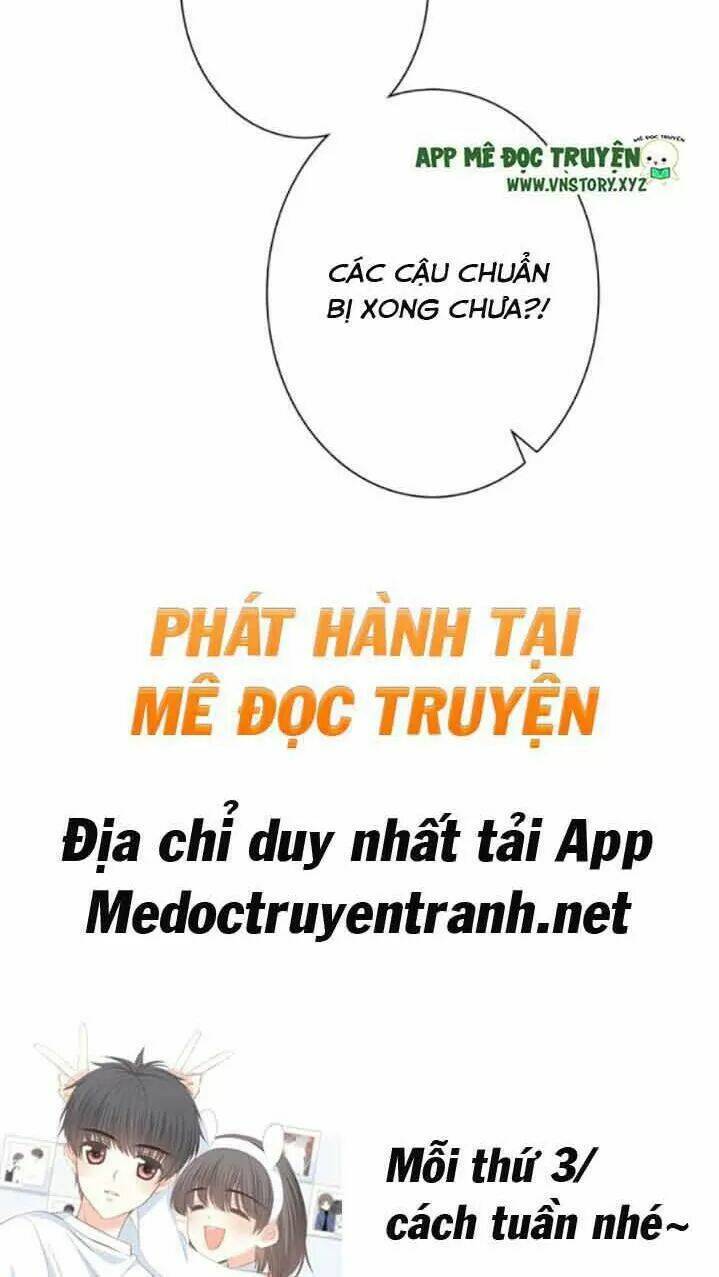 MÊ ĐỌC TRUYỆN
APP MÊ ĐỌC TRUYỆN
WWW.VNSTORY.XYZ
CÁC CẬU CHUẨN
BỊ XONG CHƯA?!
PHÁT HÀNH TẠI
MÊ ĐỌC TRUYỆN
Địa chỉ duy nhất tải App
Medoctruyentranh.net
Mỗi thứ 3/
cách tuần nhé~